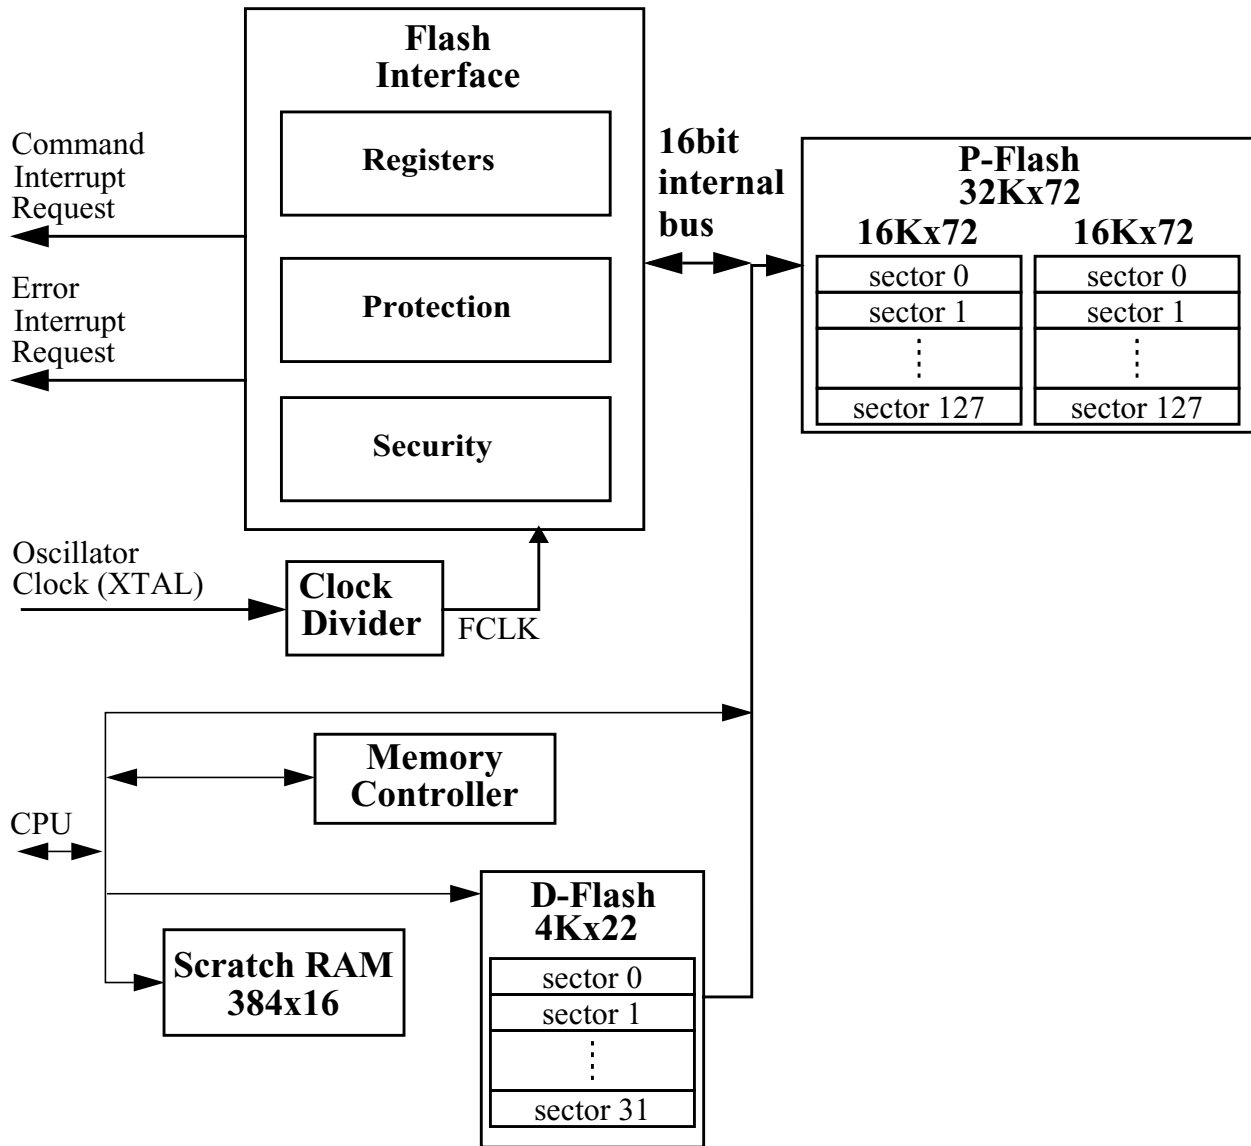 Flash
Interface
Registers
Protection
Security
Command
Interrupt
Request
Error
Interrupt
Request
16bit
internal
bus
P-Flash
32Kx72
16Kx72
16Kx72
sector 0
sector 0
sector 1
sector 1
sector 127
sector 127
Oscillator
Clock (XTAL)
Clock
Divider
FCLK
Memory
Controller
CPU
D-Flash
4Kx22
sector 0
sector 1
sector 31
Scratch RAM
384x16